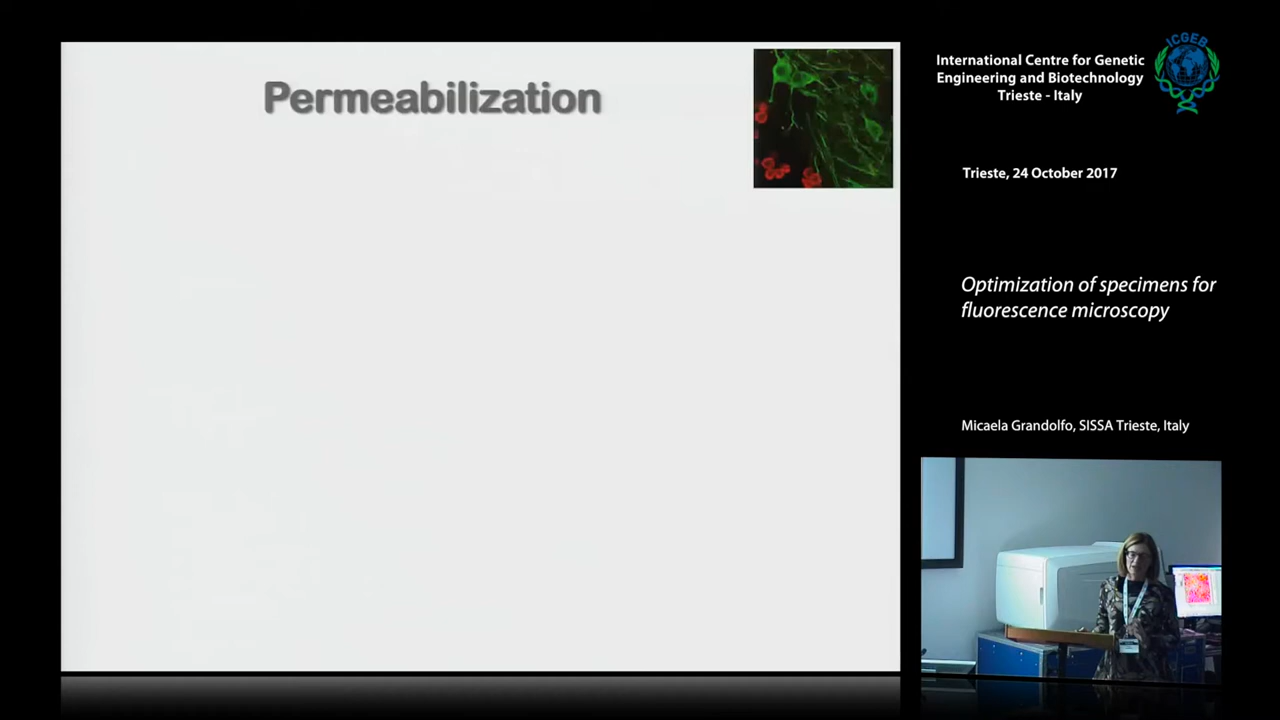 Permeabilization
International Centre for Genetic
Engineering and Biotechnology
Trieste - Italy
ICGEB
Trieste, 24 October 2017
Optimization of specimens for
fluorescence microscopy
Micaela Grandolfo, SISSA Trieste, Italy